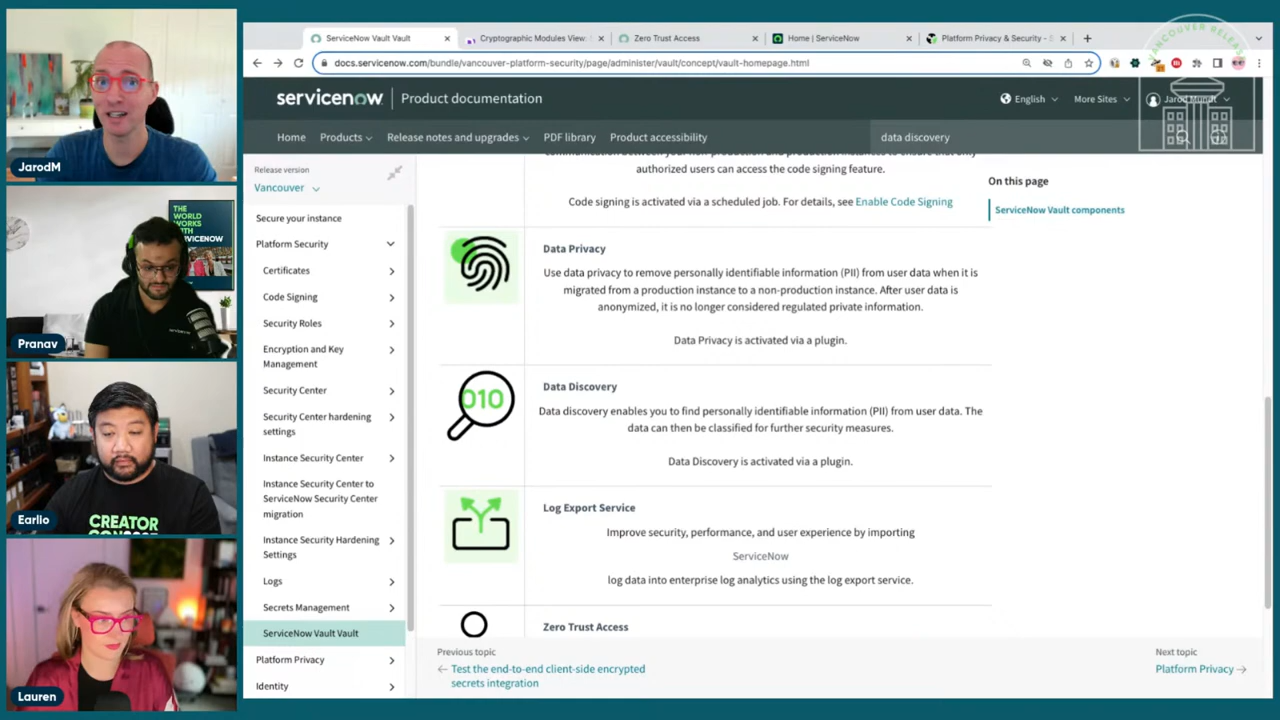 JarodM
THE
WORLD
WORKS
WITH
SERVICENOW
Pranav
CREATOR
Earlio
Lauren
ServiceNow Vault Vault
Cryptographic Modules View
Zero Trust Access
Home | ServiceNow
Platform Privacy & Security -
docs.servicenow.com/bundle/vancouver-platform-security/page/administer/vault/concept/vault-homepage.html
VANCOUVER RELEASE
servicenow Product documentation
English
More Sites
Jarod Mundt
Home
Products
Release notes and upgrades
PDF library
Product accessibility
data discovery
Release version
Vancouver
Secure your instance
Platform Security
Certificates
Code Signing
Security Roles
Encryption and Key
Management
Security Center
Security Center hardening
settings
Instance Security Center
Instance Security Center to
ServiceNow Security Center
migration
Instance Security Hardening
Settings
Logs
Secrets Management
ServiceNow Vault Vault
Platform Privacy
Identity
authorized users can access the code signing feature.
Code signing is activated via a scheduled job. For details, see Enable Code Signing
Data Privacy
Use data privacy to remove personally identifiable information (PII) from user data when it is
migrated from a production instance to a non-production instance. After user data is
anonymized, it is no longer considered regulated private information.
Data Privacy is activated via a plugin.
010
Data Discovery
Data discovery enables you to find personally identifiable information (PII) from user data. The
data can then be classified for further security measures.
Data Discovery is activated via a plugin.
Log Export Service
Improve security, performance, and user experience by importing
ServiceNow
log data into enterprise log analytics using the log export service.
Zero Trust Access
On this page
ServiceNow Vault components
Previous topic
← Test the end-to-end client-side encrypted
secrets integration
Next topic
Platform Privacy →